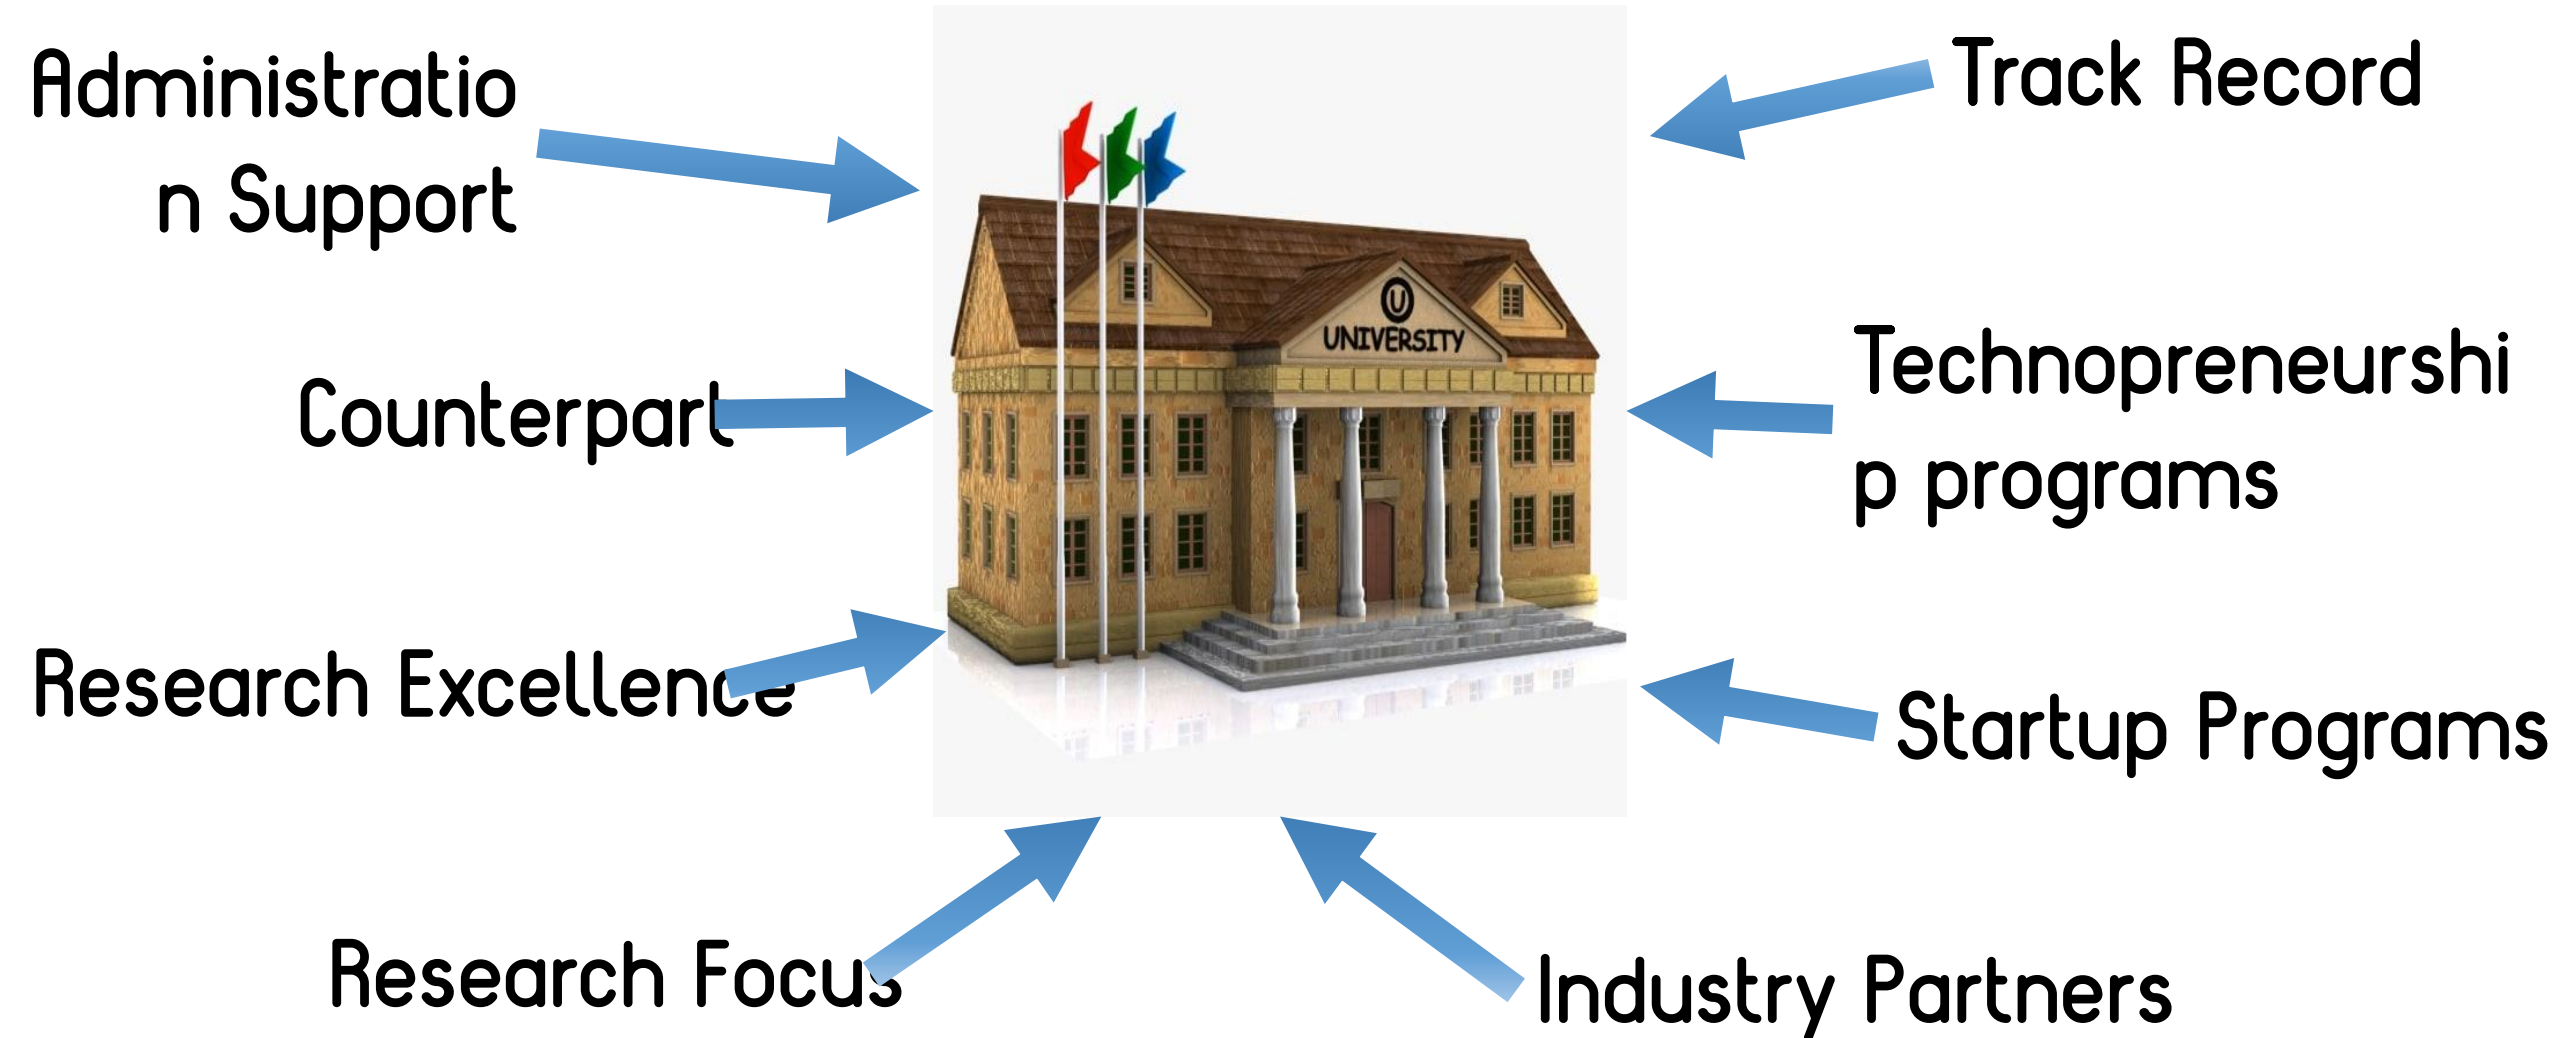 Administratio
n Support
Counterpart
Research Excellence
Research Focus
U
UNIVERSITY
Track Record
Technopreneurshi
p programs
Startup Programs
Industry Partners